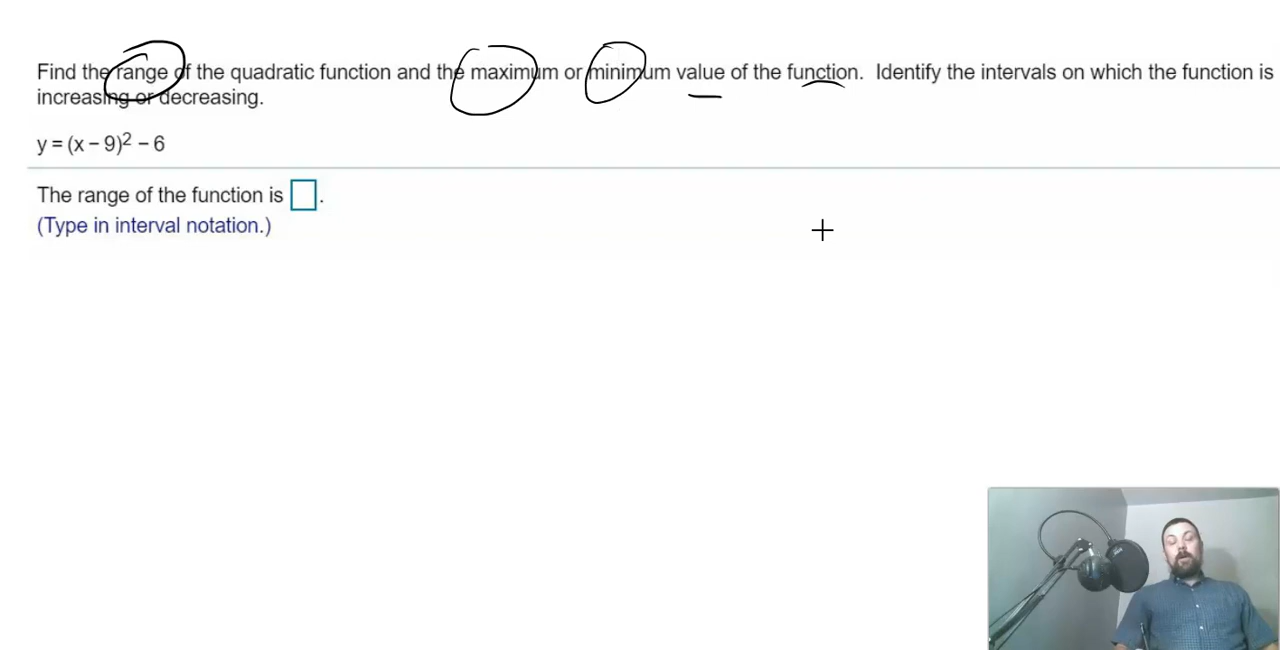 Find the range of the quadratic function and the maximum or minimum value of the function. Identify the intervals on which the function is
increasing or decreasing.
y = (x − 9)² − 6
The range of the function is .
(Type in interval notation.)